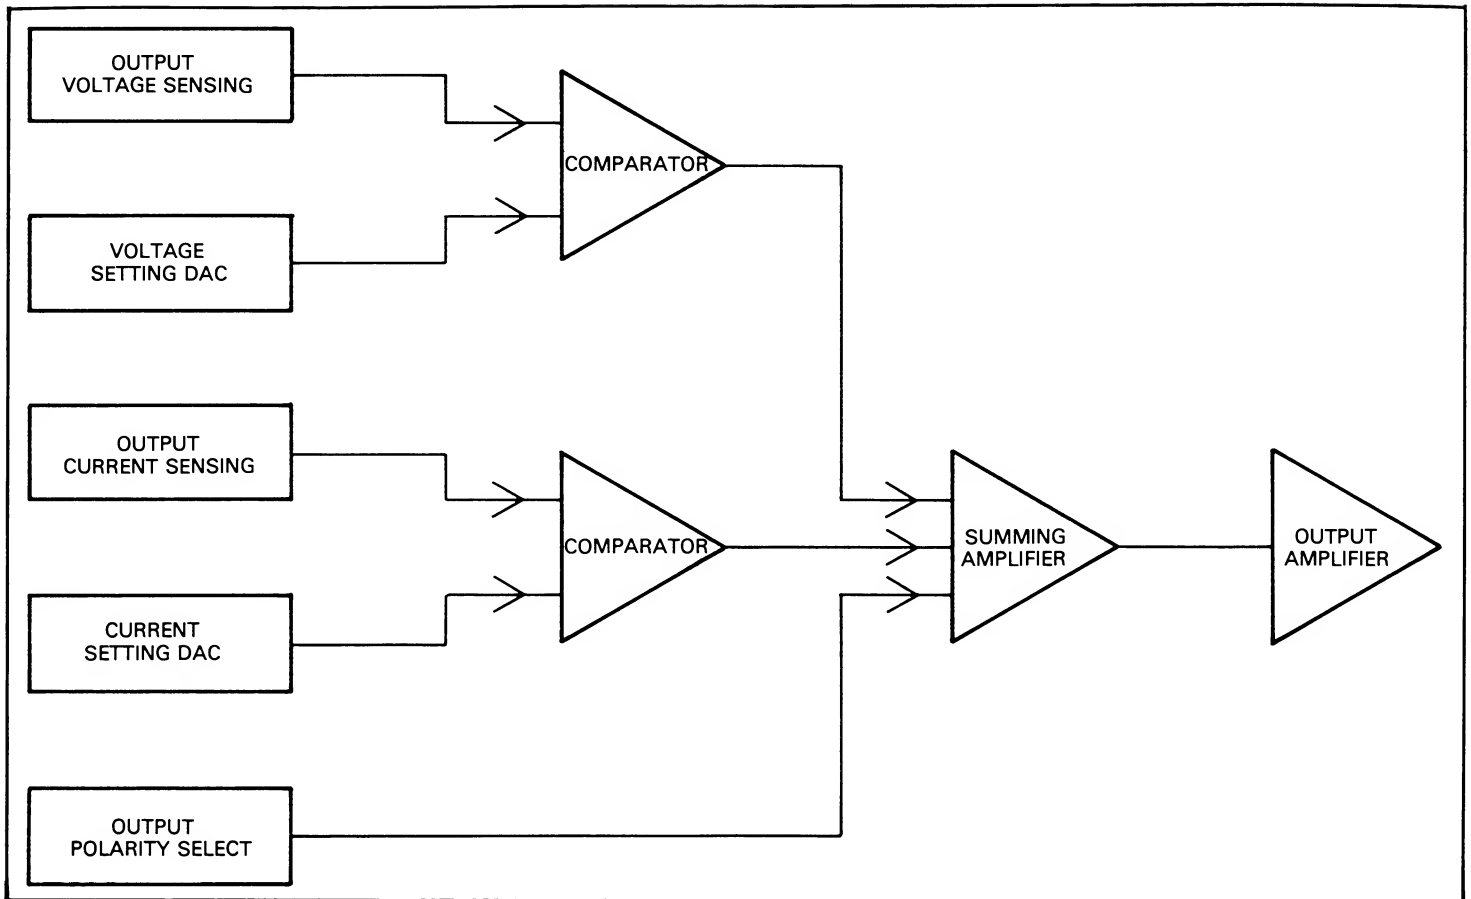 OUTPUT
VOLTAGE SENSING
COMPARATOR
VOLTAGE
SETTING DAC
OUTPUT
CURRENT SENSING
COMPARATOR
SUMMING
AMPLIFIER
OUTPUT
AMPLIFIER
CURRENT
SETTING DAC
OUTPUT
POLARITY SELECT